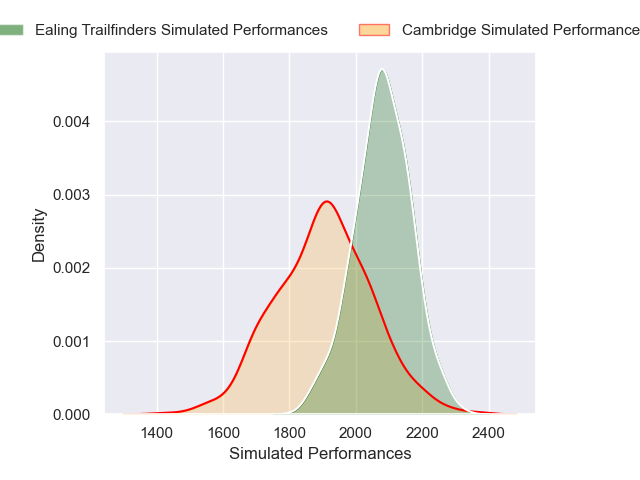 Ealing Trailfinders Simulated Performances
Cambridge Simulated Performance
0.004
0.003
0.002
0.001
0.000
Density
1400 1600 1800 2000 2200 2400
Simulated Performances